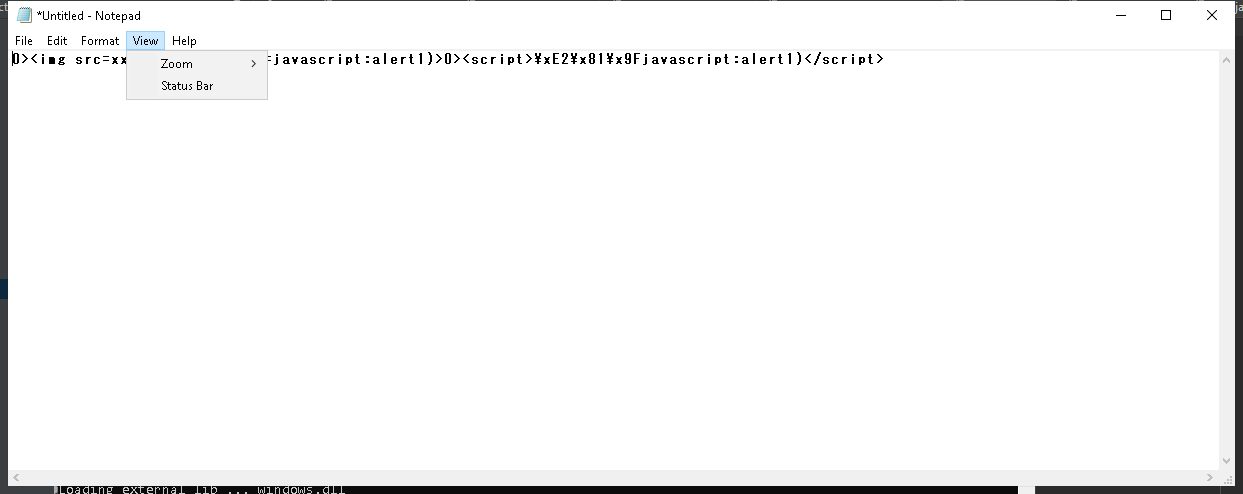 *Untitled - Notepad
File Edit Format View Help
0><img src=xx =javascript:alert1)>0><script>¥xE2¥x81¥x9Fjavascript:alert1)</script>
Zoom
Status Bar
Loading external lib ... windows.dll